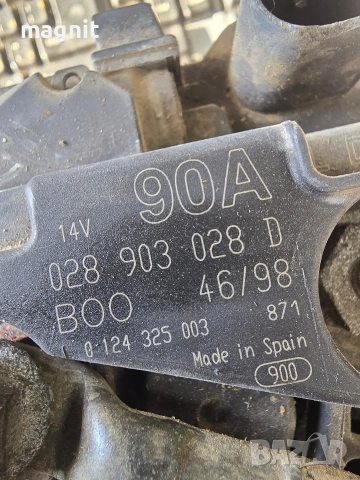 magnit
90A
14V
028 903 028 D
BOO 46/98
0 124 325 003 871
Made in Spain
900
BAZAR
bg